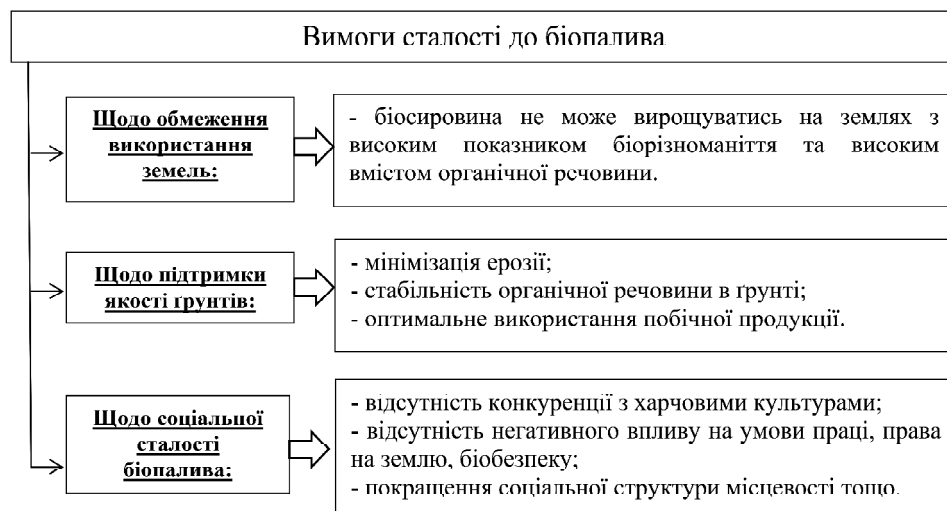 Вимоги сталості до біопалива
Щодо обмеження
використання
земель:
- біосировина не може вирощуватись на землях з
високим показником біорізноманіття та високим
вмістом органічної речовини.
Щодо підтримки
якості ґрунтів:
- мінімізація ерозії;
- стабільність органічної речовини в ґрунті;
- оптимальне використання побічної продукції.
Щодо соціальної
сталості
біопалива:
- відсутність конкуренції з харчовими культурами;
- відсутність негативного впливу на умови праці, права
на землю, біобезпеку;
- покращення соціальної структури місцевості тощо.